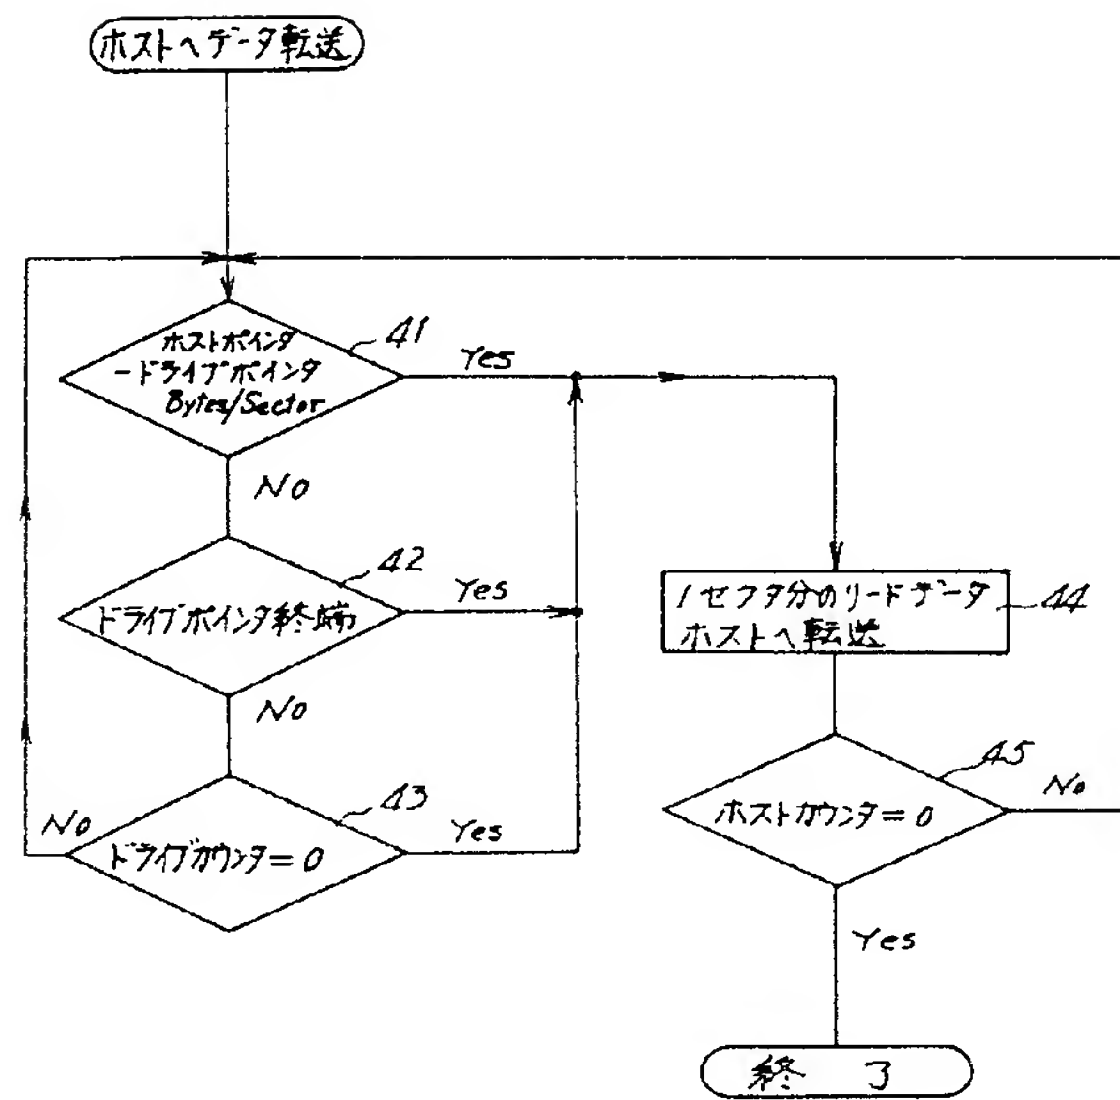 ホストへデータ転送
ホストポインタ
-ドライブポインタ
Bytes/Sector
41
Yes
No
ドライブポインタ終端
42
Yes
No
ドライブカウンタ=0
43
Yes
No
1セクタ分のリードデータ
ホストへ転送
44
ホストカウンタ=0
45
No
Yes
終 了